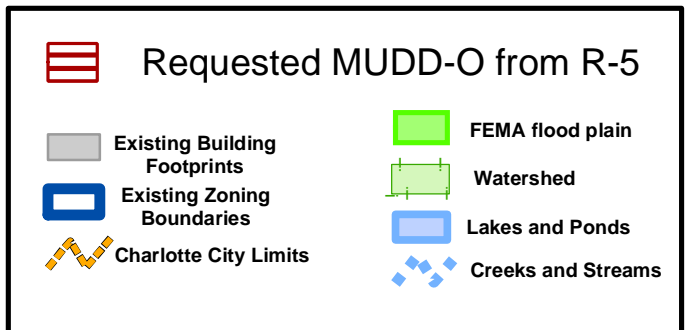 Requested MUDD-O from R-5
Existing Building
Footprints
Existing Zoning
Boundaries
Charlotte City Limits
FEMA flood plain
Watershed
Lakes and Ponds
Creeks and Streams